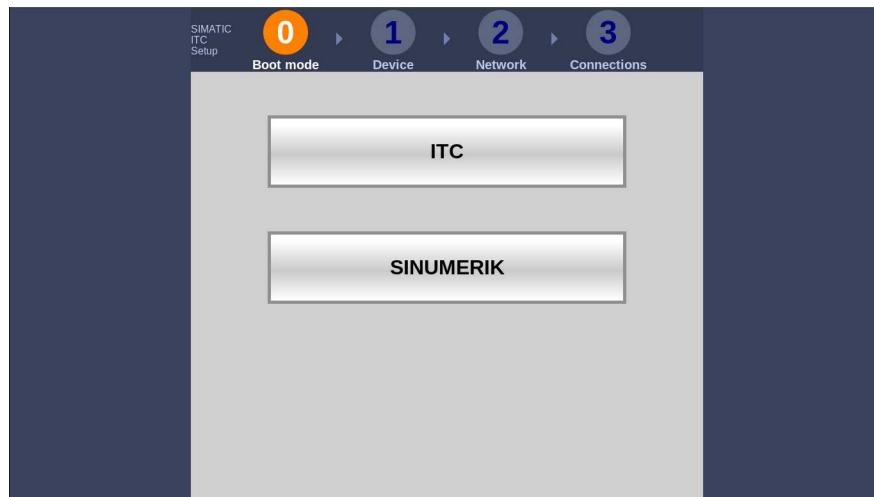 SIMATIC
ITC
Setup
0
1
2
3
Boot mode
Device
Network
Connections
ITC
SINUMERIK